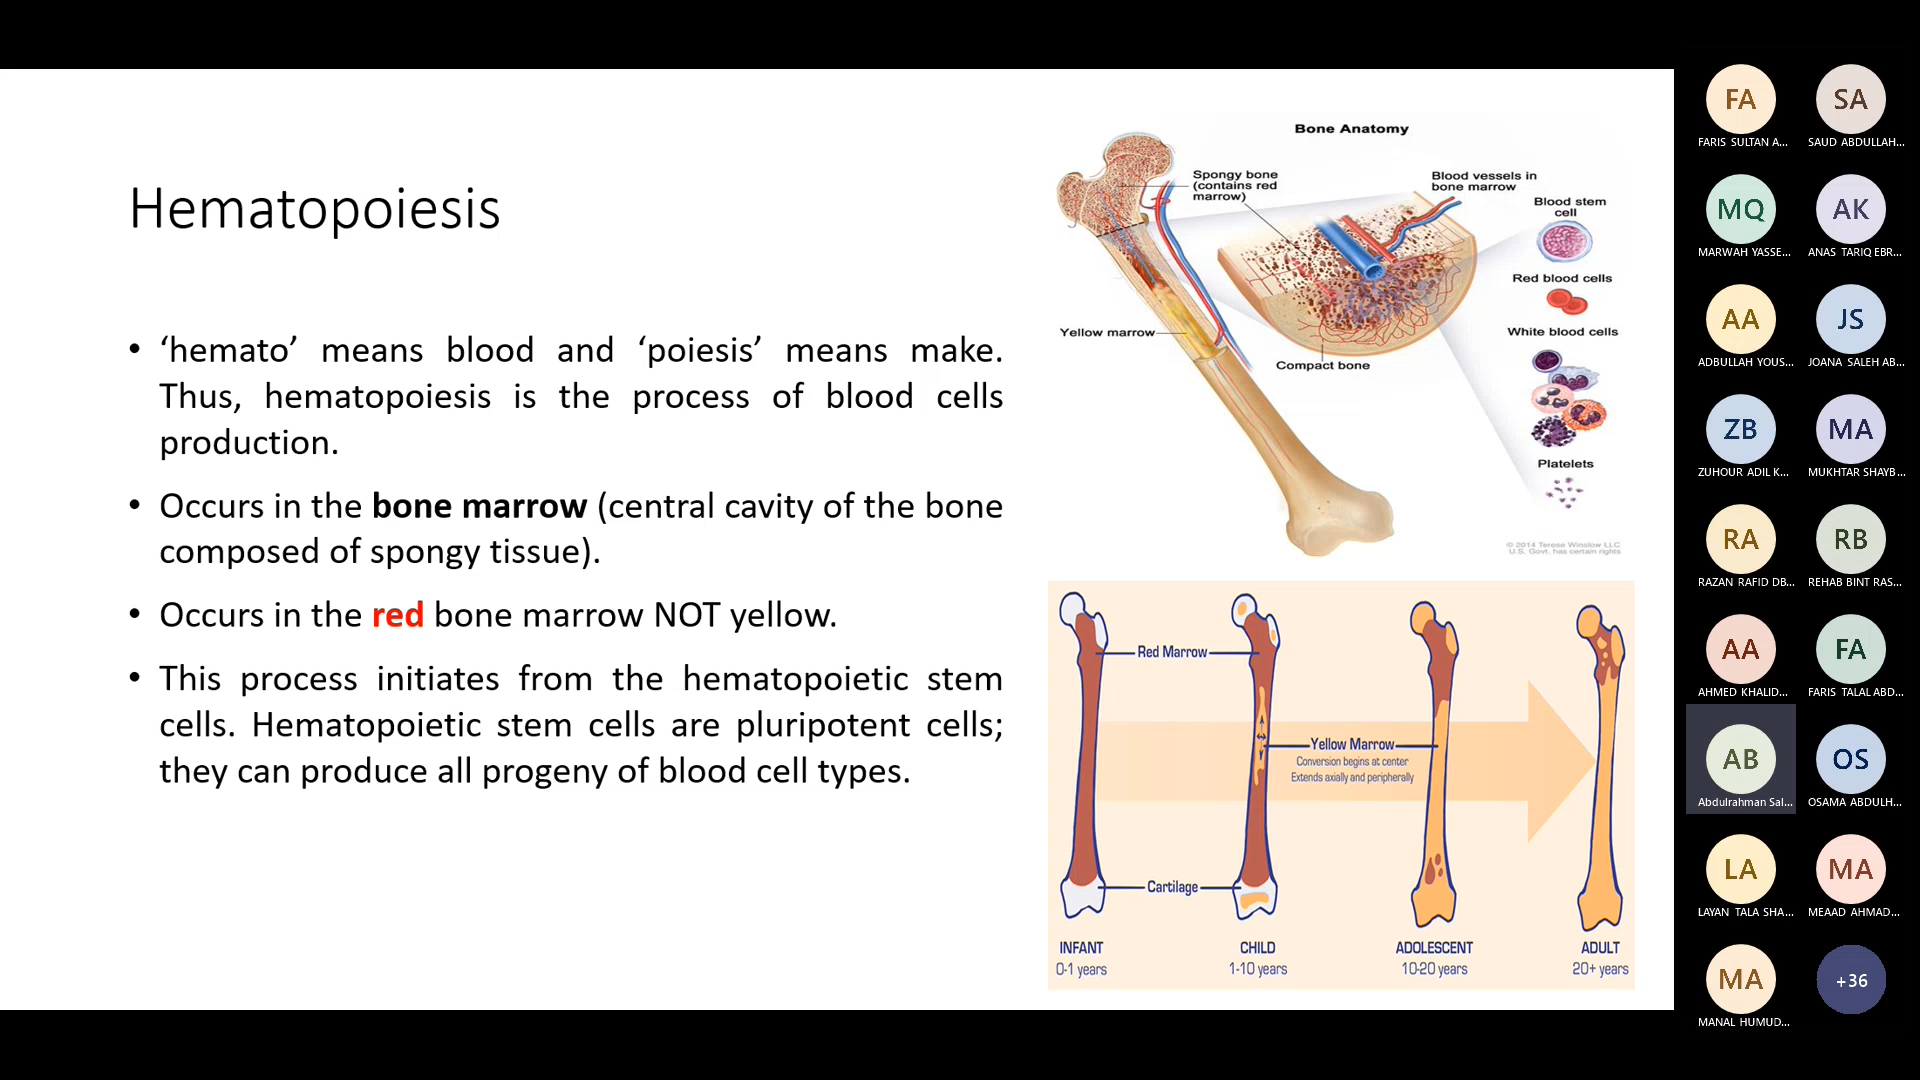 Hematopoiesis
• ‘hemato’ means blood and ‘poiesis’ means make.
Thus, hematopoiesis is the process of blood cells
production.
• Occurs in the bone marrow (central cavity of the bone
composed of spongy tissue).
• Occurs in the red bone marrow NOT yellow.
• This process initiates from the hematopoietic stem
cells. Hematopoietic stem cells are pluripotent cells;
they can produce all progeny of blood cell types.
Bone Anatomy
Spongy bone
(contains red
marrow)
Blood vessels in
bone marrow
Blood stem
cell
Red blood cells
White blood cells
Yellow marrow
Compact bone
Platelets
© 2014 Terese Winslow LLC
U.S. Govt. has certain rights
Red Marrow
Yellow Marrow
Conversion begins at center
Extends axially and peripherally
Cartilage
INFANT
0-1 years
CHILD
1-10 years
ADOLESCENT
10-20 years
ADULT
20+ years
FA
FARIS SULTAN A...
SA
SAUD ABDULLAH...
MQ
MARWAH YASSE...
AK
ANAS TARIQ EBR...
AA
ADBULLAH YOUS...
JS
JOANA SALEH AB...
ZB
ZUHOUR ADIL K...
MA
MUKHTAR SHAYB...
RA
RAZAN RAFID DB...
RB
REHAB BINT RAS...
AA
AHMED KHALID...
FA
FARIS TALAL ABD...
AB
Abdulrahman Sal...
OS
OSAMA ABDULH...
LA
LAYAN TALA SHA...
MA
MEAAD AHMAD...
MA
MANAL HUMUD...
+36